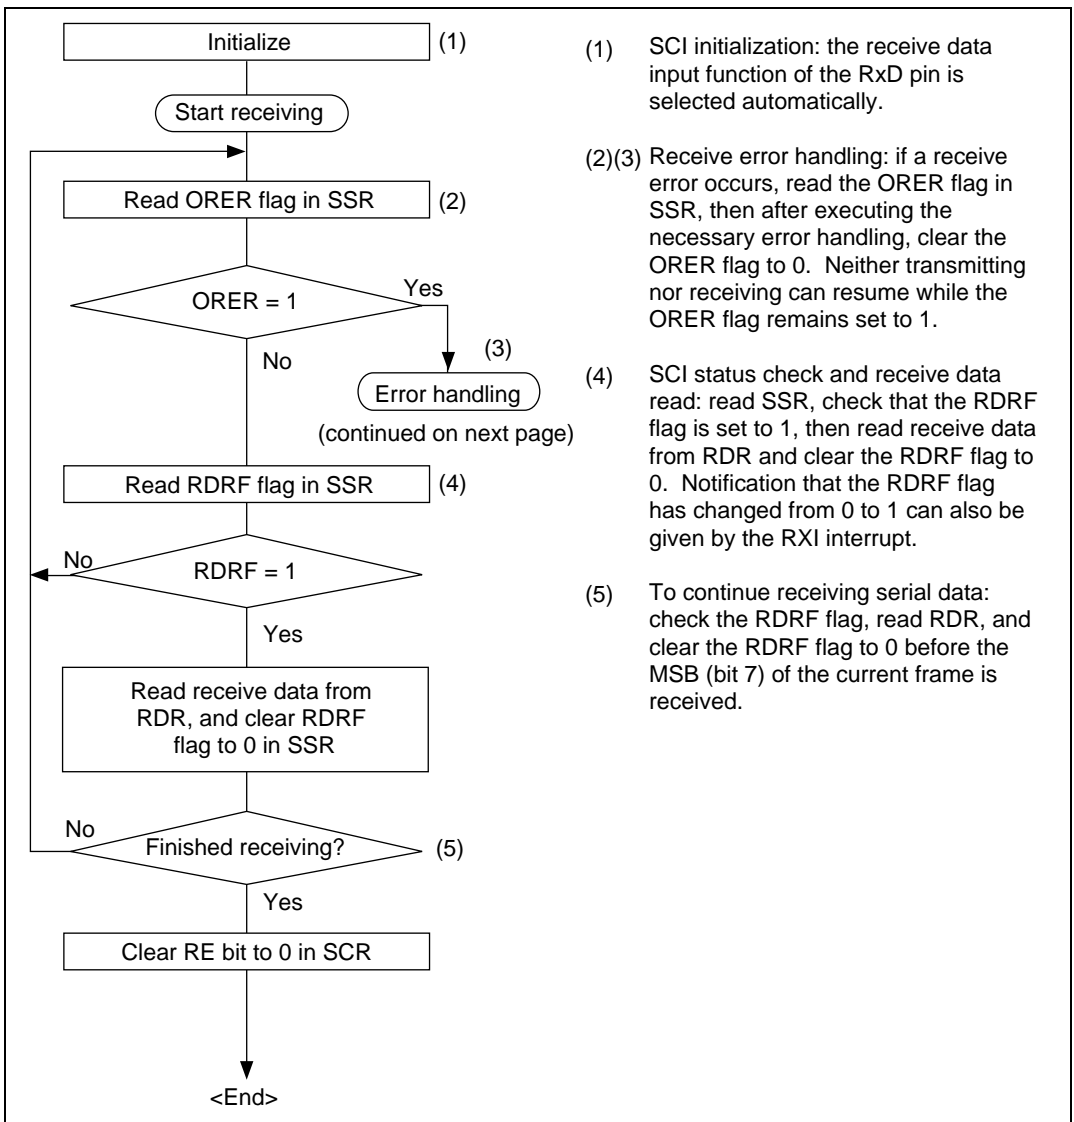 Initialize
(1)
Start receiving
Read ORER flag in SSR
(2)
ORER = 1
Yes
No
(3)
Error handling
(continued on next page)
Read RDRF flag in SSR
(4)
No
RDRF = 1
Yes
Read receive data from
RDR, and clear RDRF
flag to 0 in SSR
No
Finished receiving?
(5)
Yes
Clear RE bit to 0 in SCR
<End>
(1) SCI initialization: the receive data
input function of the RxD pin is
selected automatically.
(2)(3) Receive error handling: if a receive
error occurs, read the ORER flag in
SSR, then after executing the
necessary error handling, clear the
ORER flag to 0. Neither transmitting
nor receiving can resume while the
ORER flag remains set to 1.
(4) SCI status check and receive data
read: read SSR, check that the RDRF
flag is set to 1, then read receive data
from RDR and clear the RDRF flag to
0. Notification that the RDRF flag
has changed from 0 to 1 can also be
given by the RXI interrupt.
(5) To continue receiving serial data:
check the RDRF flag, read RDR, and
clear the RDRF flag to 0 before the
MSB (bit 7) of the current frame is
received.